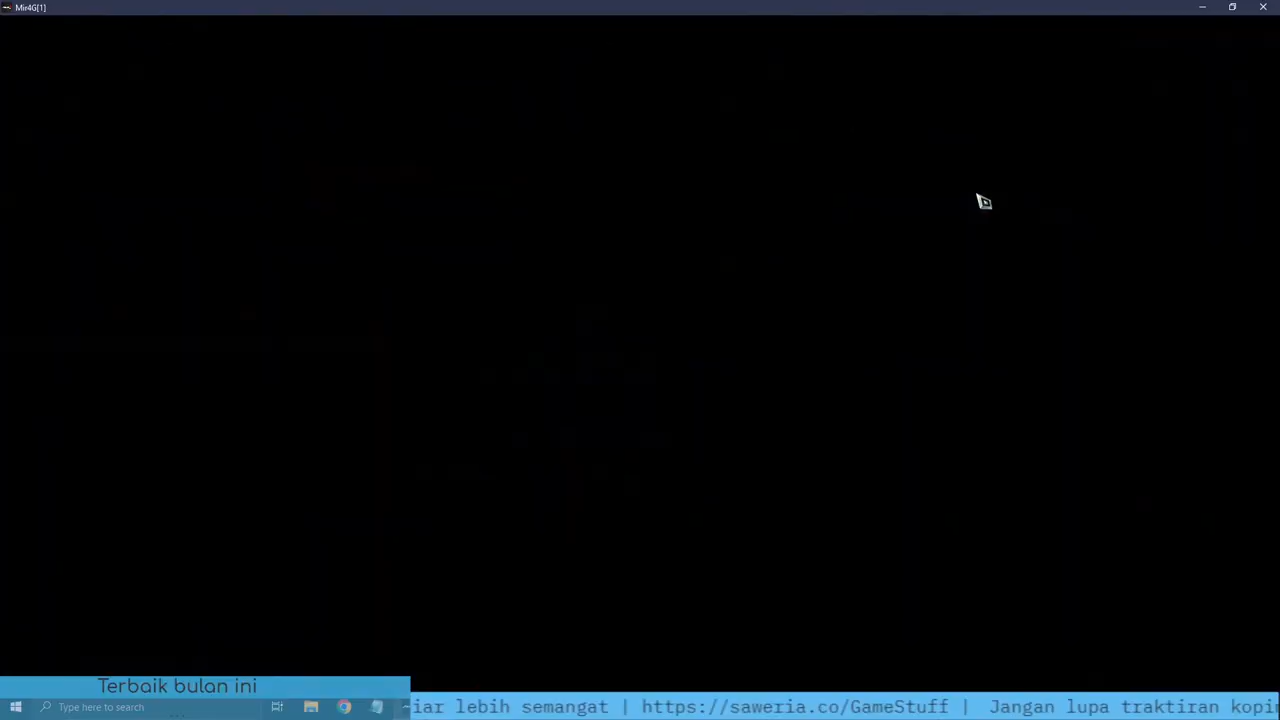 Mir4G[1]
Terbaik bulan ini
Type here to search
iar lebih semangat | https://saweria.co/GameStuff | Jangan lupa traktiran kopi